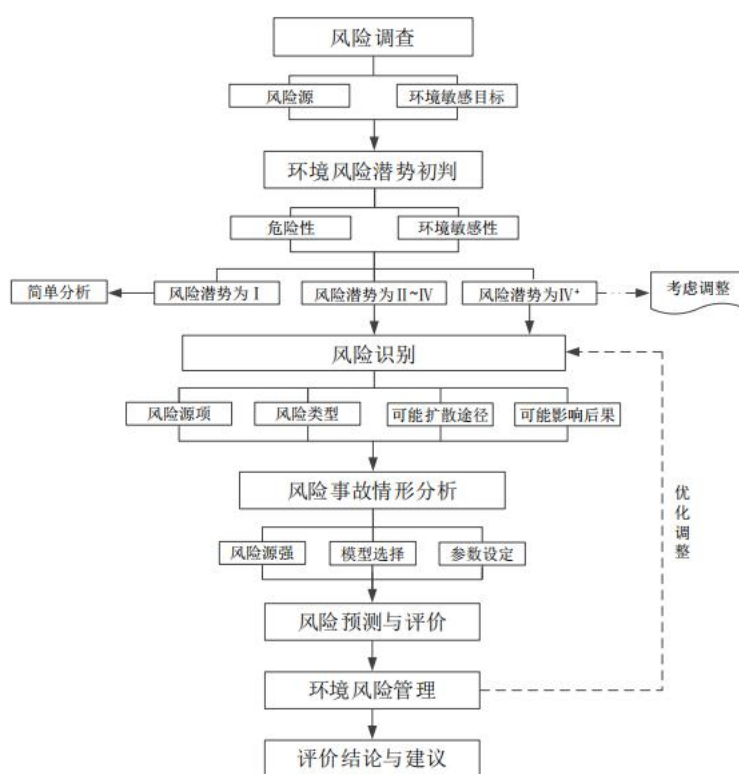 风险调查
风险源
环境敏感目标
环境风险潜势初判
危险性
环境敏感性
简单分析
风险潜势为Ⅰ
风险潜势为Ⅱ~Ⅳ
风险潜势为Ⅳ+
考虑调整
风险识别
风险源项
风险类型
可能扩散途径
可能影响后果
风险事故情形分析
优化调整
风险源强
模型选择
参数设定
风险预测与评价
环境风险管理
评价结论与建议